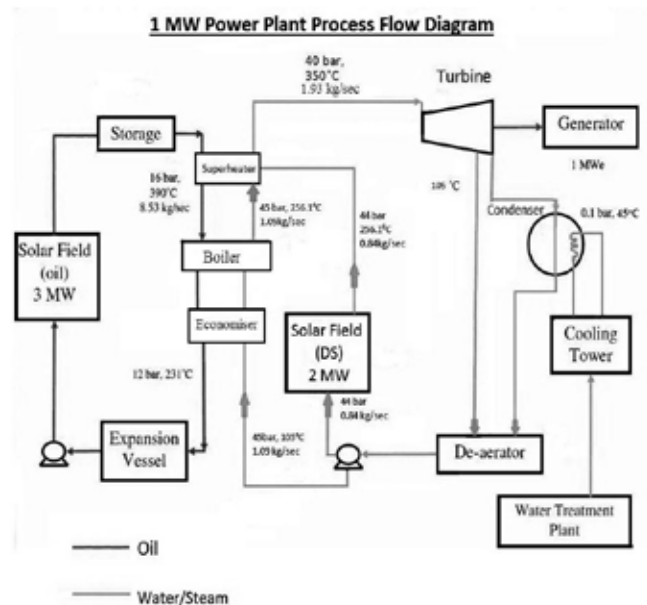 1 MW Power Plant Process Flow Diagram
40 bar,
350°C
1.93 kg/sec
Turbine
Storage
Generator
1 MWe
Superheater
16 bar,
390°C
8.53 kg/sec
45 bar, 256.1°C
1.09kg/sec
44 bar
256.1°C
0.84kg/sec
Condenser
0.1 bar, 45°C
Solar Field
(oil)
3 MW
Boiler
Economiser
Solar Field
(DS)
2 MW
Cooling
Tower
12 bar, 231°C
44 bar
0.84 kg/sec
105°C
1.09 kg/sec
Expansion
Vessel
De-aerator
Water Treatment
Plant
Oil
Water/Steam